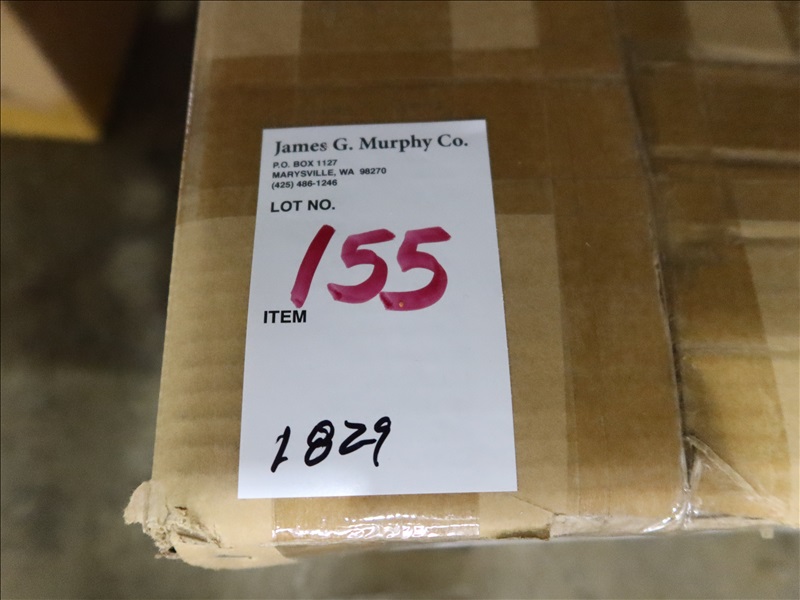 James G. Murphy Co.
P.O. BOX 1127
MARYSVILLE, WA 98270
(425) 486-1246
LOT NO.
155
ITEM
1829